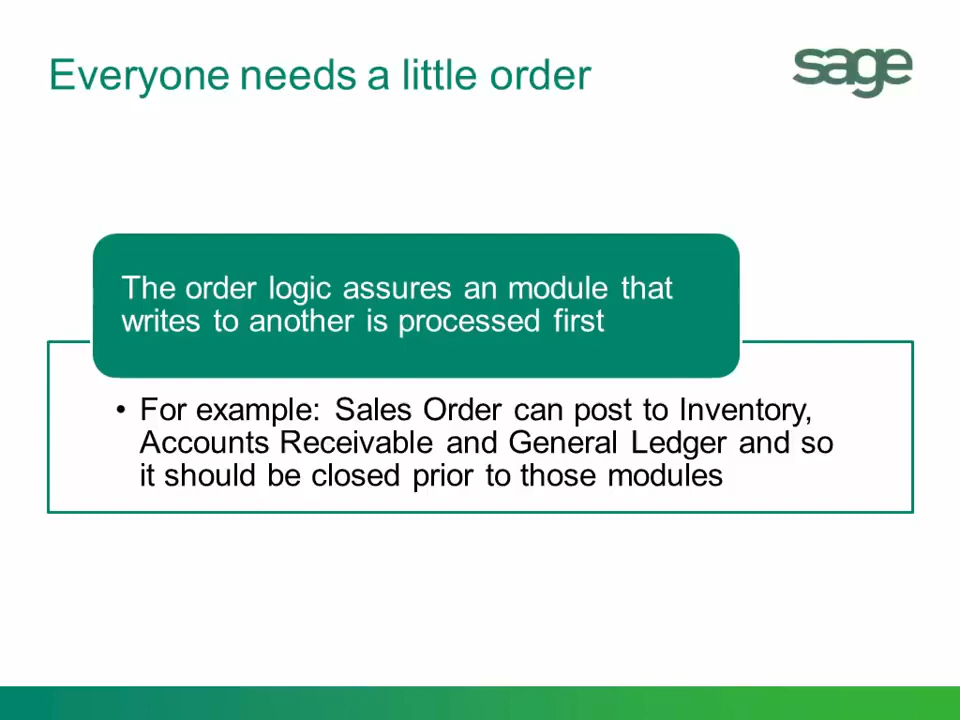 Everyone needs a little order
sage
The order logic assures an module that
writes to another is processed first
• For example: Sales Order can post to Inventory,
Accounts Receivable and General Ledger and so
it should be closed prior to those modules